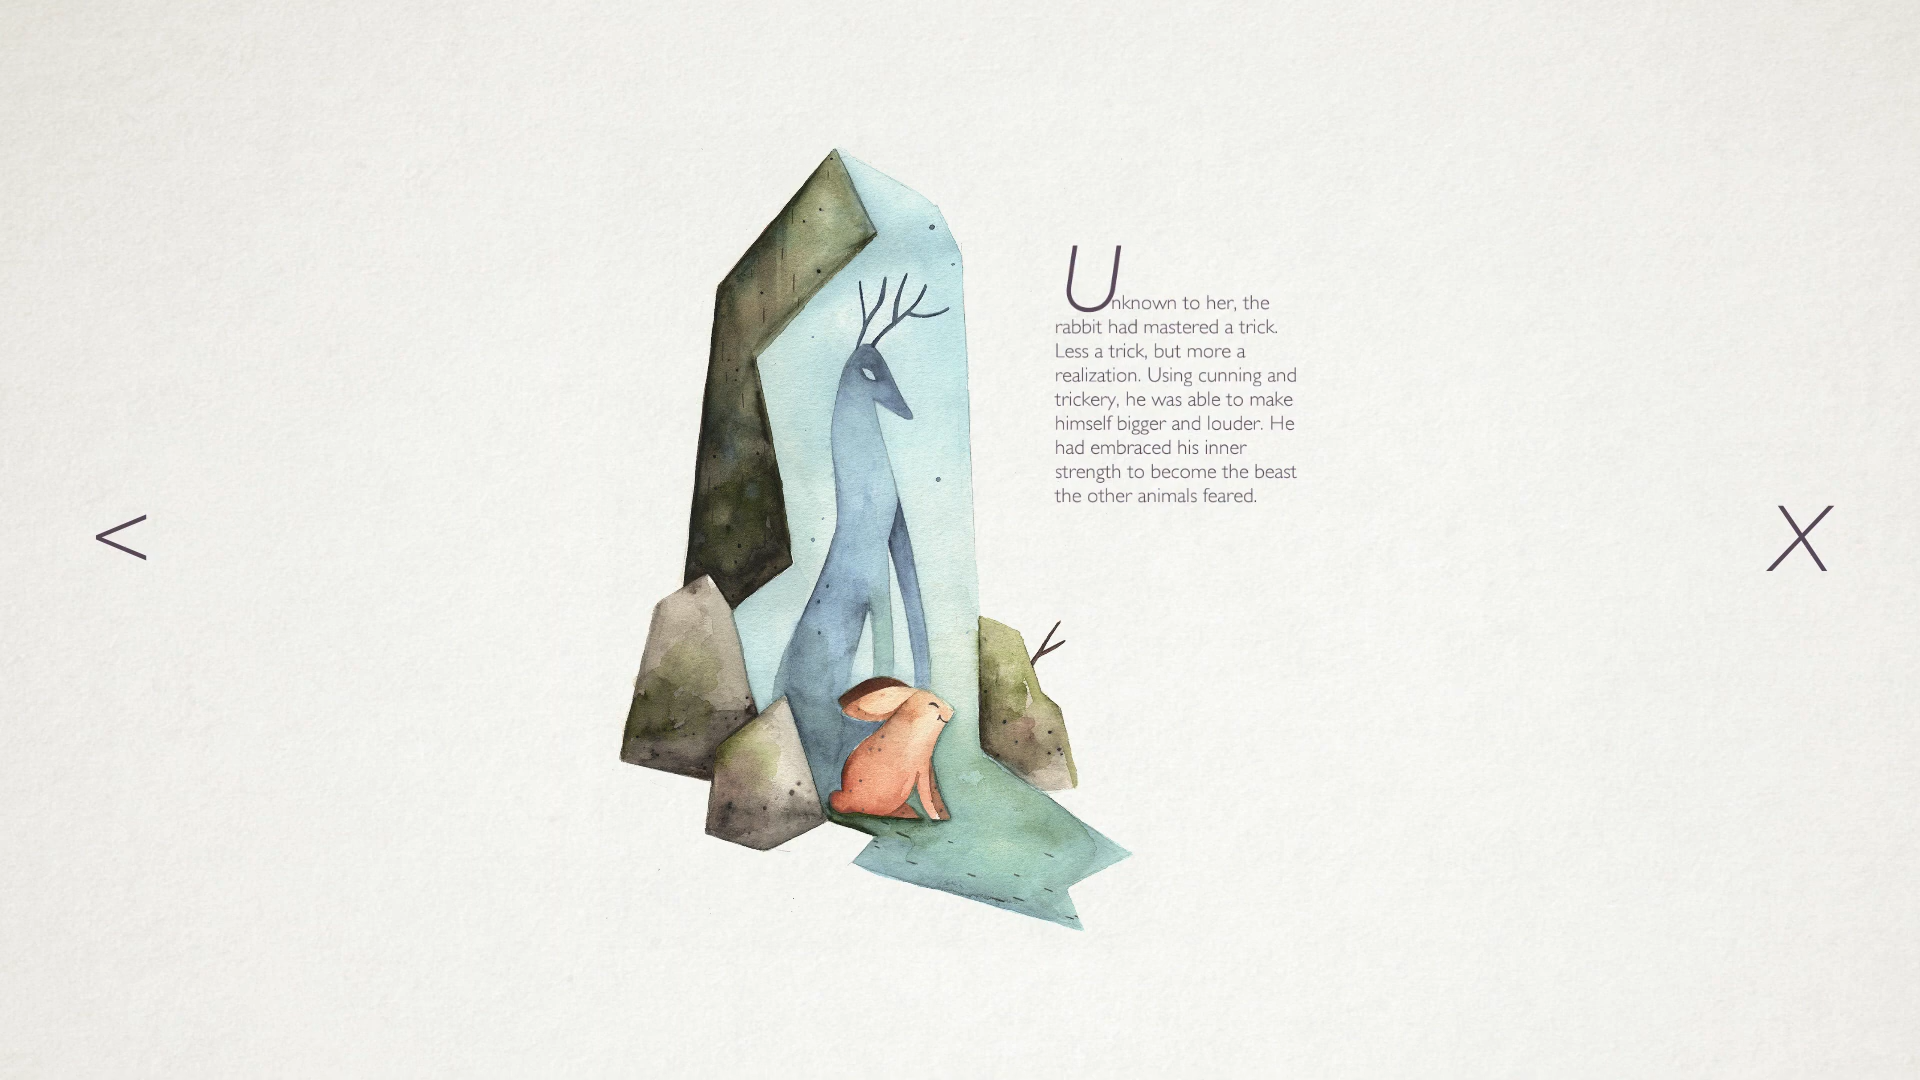 Unknown to her, the
rabbit had mastered a trick.
Less a trick, but more a
realization. Using cunning and
trickery, he was able to make
himself bigger and louder. He
had embraced his inner
strength to become the beast
the other animals feared.
<
X